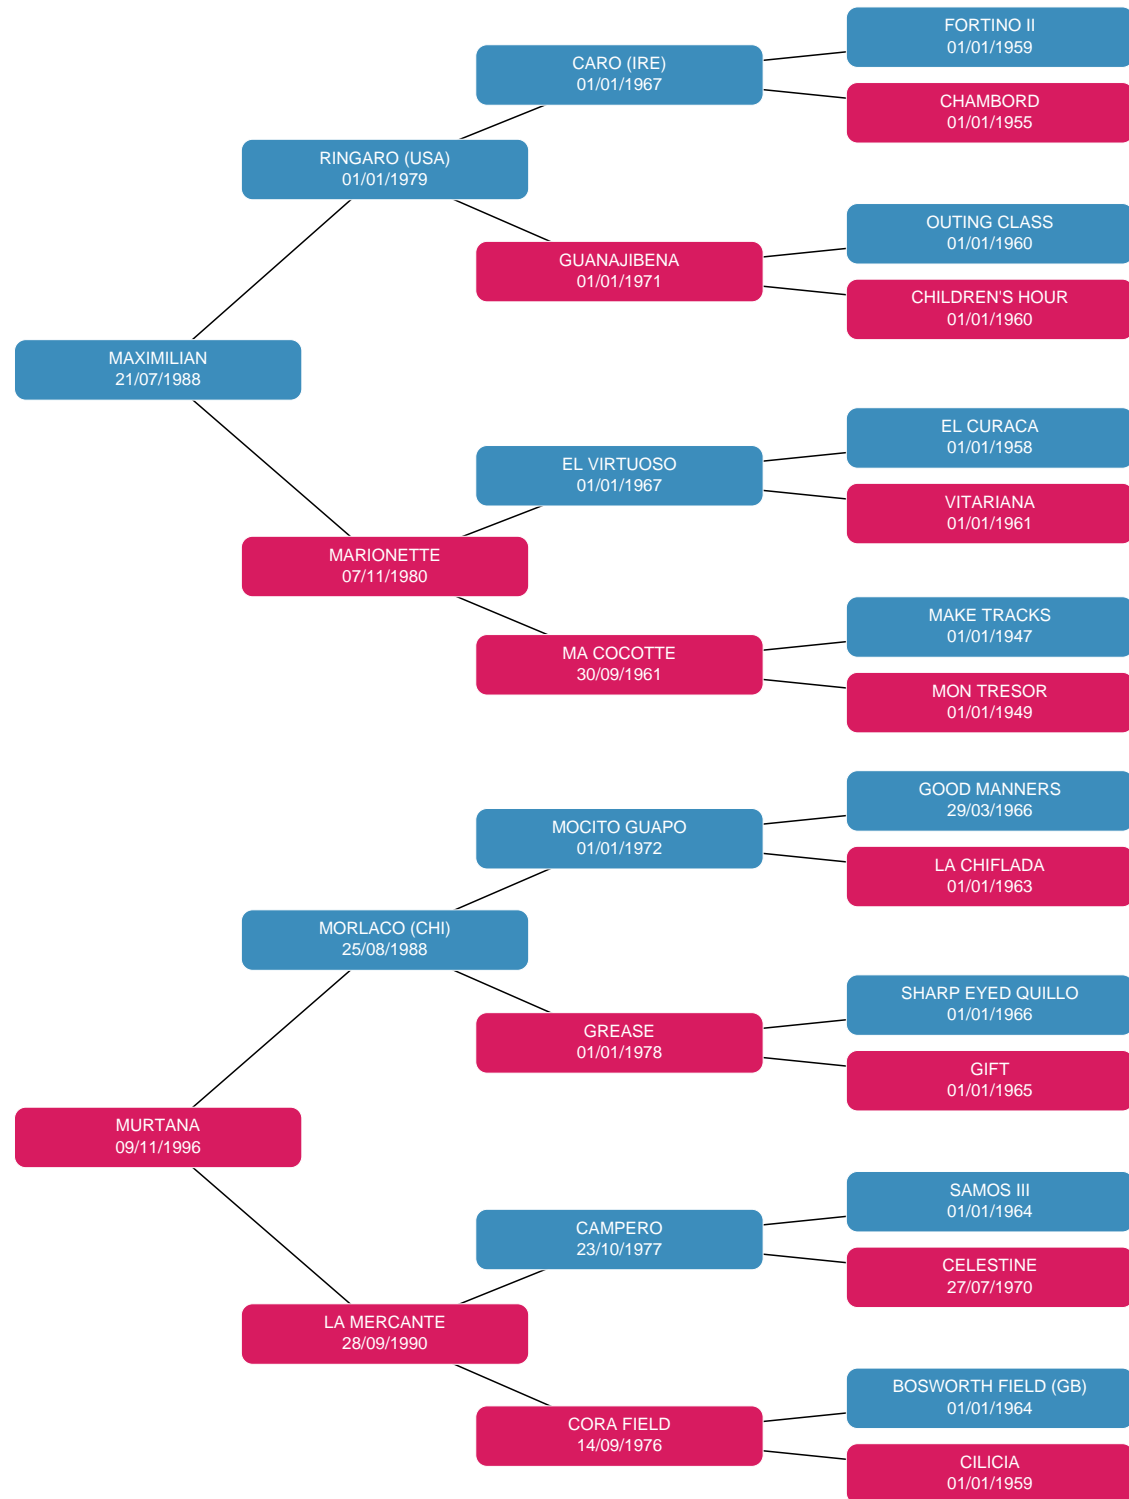 FORTINO II
01/01/1959
CARO (IRE)
01/01/1967
CHAMBORD
01/01/1955
RINGARO (USA)
01/01/1979
OUTING CLASS
01/01/1960
GUANAJIBENA
01/01/1971
CHILDREN'S HOUR
01/01/1960
MAXIMILIAN
21/07/1988
EL CURACA
01/01/1958
EL VIRTUOSO
01/01/1967
VITARIANA
01/01/1961
MARIONETTE
07/11/1980
MAKE TRACKS
01/01/1947
MA COCOTTE
30/09/1961
MON TRESOR
01/01/1949
GOOD MANNERS
29/03/1966
MOCITO GUAPO
01/01/1972
LA CHIFLADA
01/01/1963
MORLACO (CHI)
25/08/1988
SHARP EYED QUILLO
01/01/1966
GREASE
01/01/1978
GIFT
01/01/1965
MURTANA
09/11/1996
SAMOS III
01/01/1964
CAMPERO
23/10/1977
CELESTINE
27/07/1970
LA MERCANTE
28/09/1990
BOSWORTH FIELD (GB)
01/01/1964
CORA FIELD
14/09/1976
CILICIA
01/01/1959